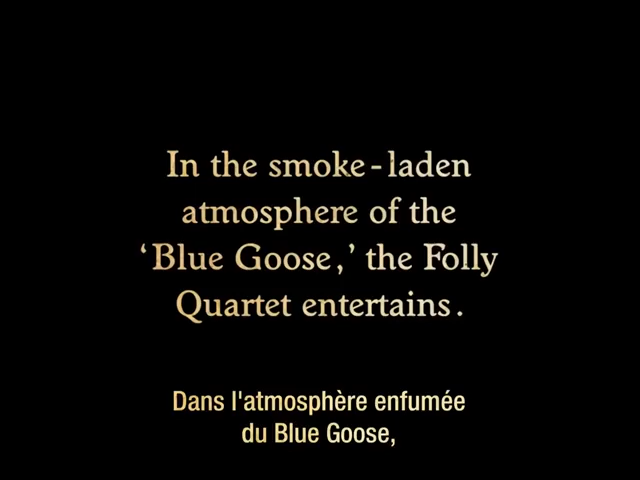 In the smoke-laden
atmosphere of the
‘Blue Goose,’ the Folly
Quartet entertains.
Dans l'atmosphère enfumée
du Blue Goose,